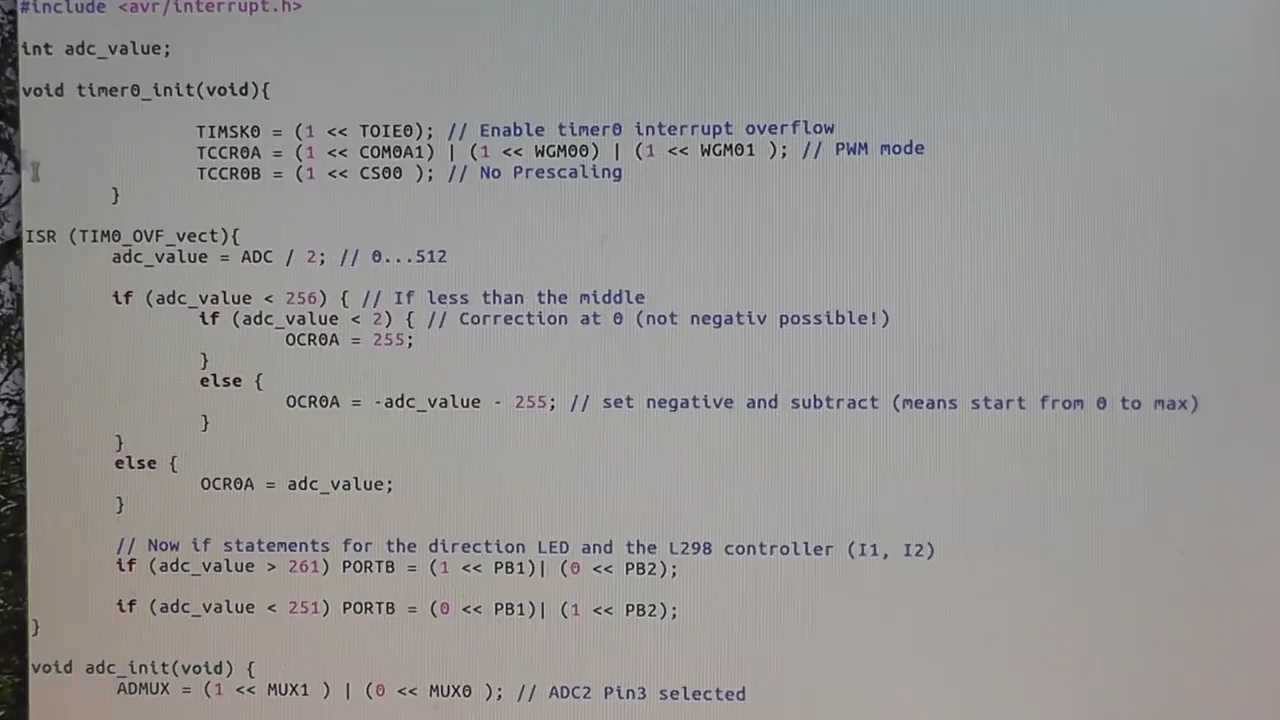 #include <avr/interrupt.h>
int adc_value;
void timer0_init(void){
TIMSK0 = (1 << TOIE0); // Enable timer0 interrupt overflow
TCCR0A = (1 << COM0A1) | (1 << WGM00) | (1 << WGM01 ); // PWM mode
TCCR0B = (1 << CS00 ); // No Prescaling
}
ISR (TIM0_OVF_vect){
adc_value = ADC / 2; // 0...512
if (adc_value < 256) { // If less than the middle
if (adc_value < 2) { // Correction at 0 (not negativ possible!)
OCR0A = 255;
}
else {
OCR0A = -adc_value - 255; // set negative and subtract (means start from 0 to max)
}
}
else {
OCR0A = adc_value;
}
// Now if statements for the direction LED and the L298 controller (I1, I2)
if (adc_value > 261) PORTB = (1 << PB1)| (0 << PB2);
if (adc_value < 251) PORTB = (0 << PB1)| (1 << PB2);
}
void adc_init(void) {
ADMUX = (1 << MUX1 ) | (0 << MUX0 ); // ADC2 Pin3 selected